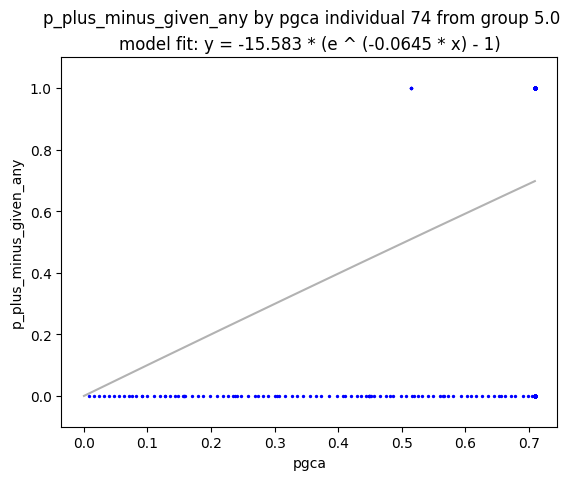 p_plus_minus_given_any by pgca individual 74 from group 5.0
model fit: y = -15.583 * (e ^ (-0.0645 * x) - 1)
1.0
0.8
0.6
0.4
0.2
0.0
p_plus_minus_given_any
0.0 0.1 0.2 0.3 0.4 0.5 0.6 0.7
pgca